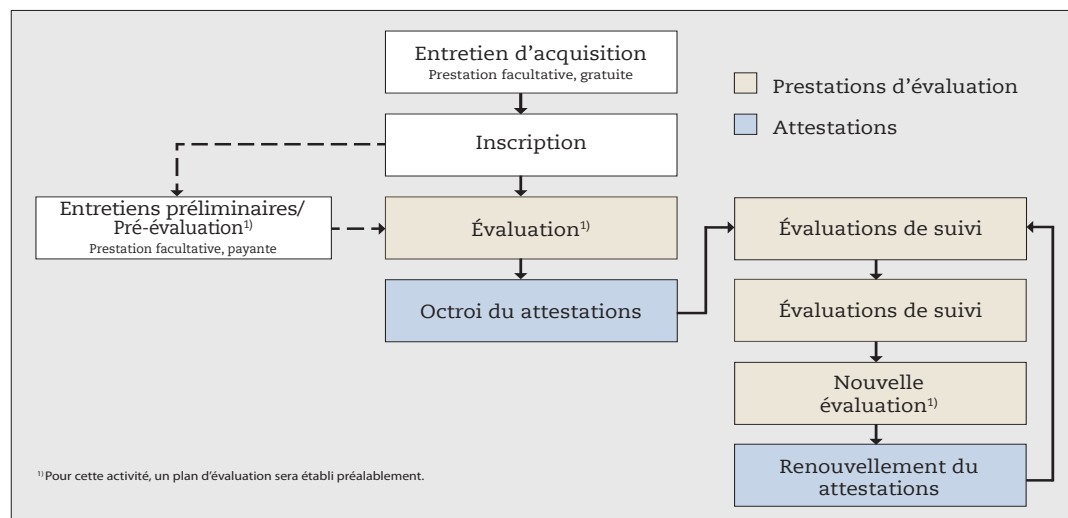 Entretien d’acquisition
Prestation facultative, gratuite
Prestations d’évaluation
Attestations
Inscription
Entretiens préliminaires/
Pré-évaluation¹⁾
Prestation facultative, payante
Évaluation¹⁾
Évaluations de suivi
Octroi du attestations
Évaluations de suivi
Nouvelle
évaluation¹⁾
Renouvellement du
attestations
¹⁾ Pour cette activité, un plan d’évaluation sera établi préalablement.